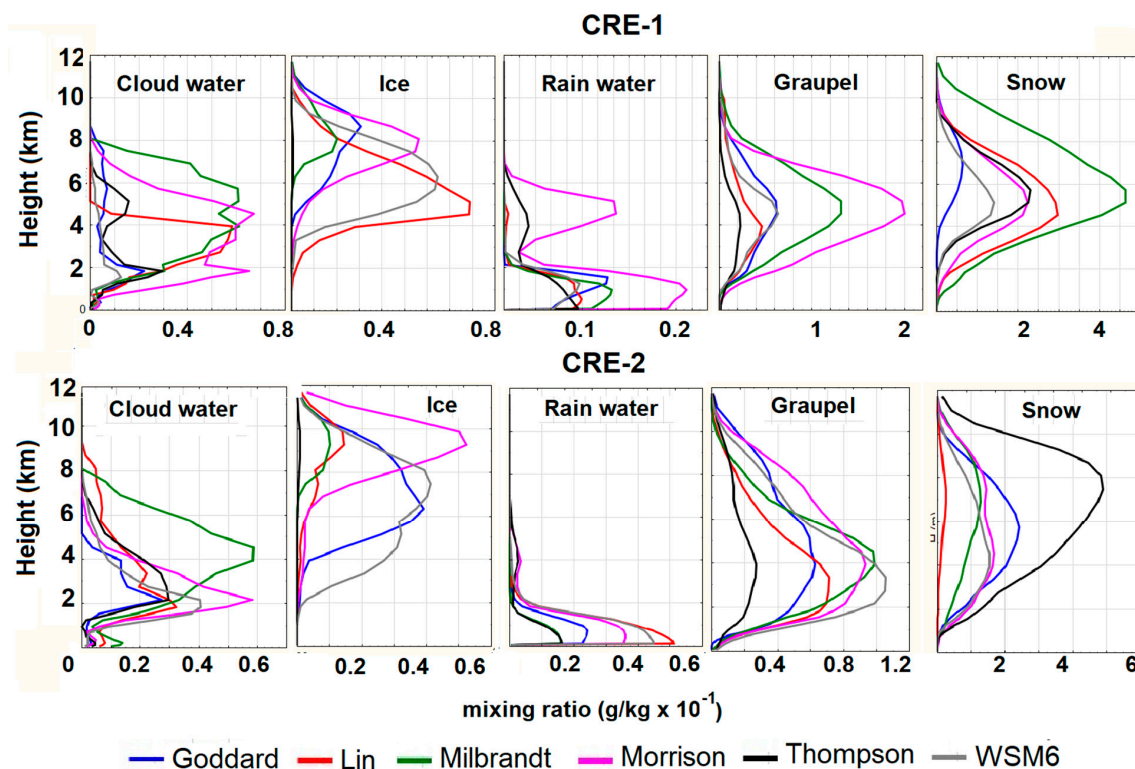 CRE-1
Cloud water
Ice
Rain water
Graupel
Snow
Height (km)
12
10
8
6
4
2
0
0 0.4 0.8
0.4 0.8
0.1 0.2
1 2
2 4
CRE-2
Cloud water
Ice
Rain water
Graupel
Snow
Height (km)
12
10
8
6
4
2
0
0 0.2 0.4 0.6
0.2 0.4 0.6
0.2 0.4 0.6
0.4 0.8 1.2
0 2 4 6
mixing ratio (g/kg x 10⁻¹)
Goddard Lin Milbrandt Morrison Thompson WSM6